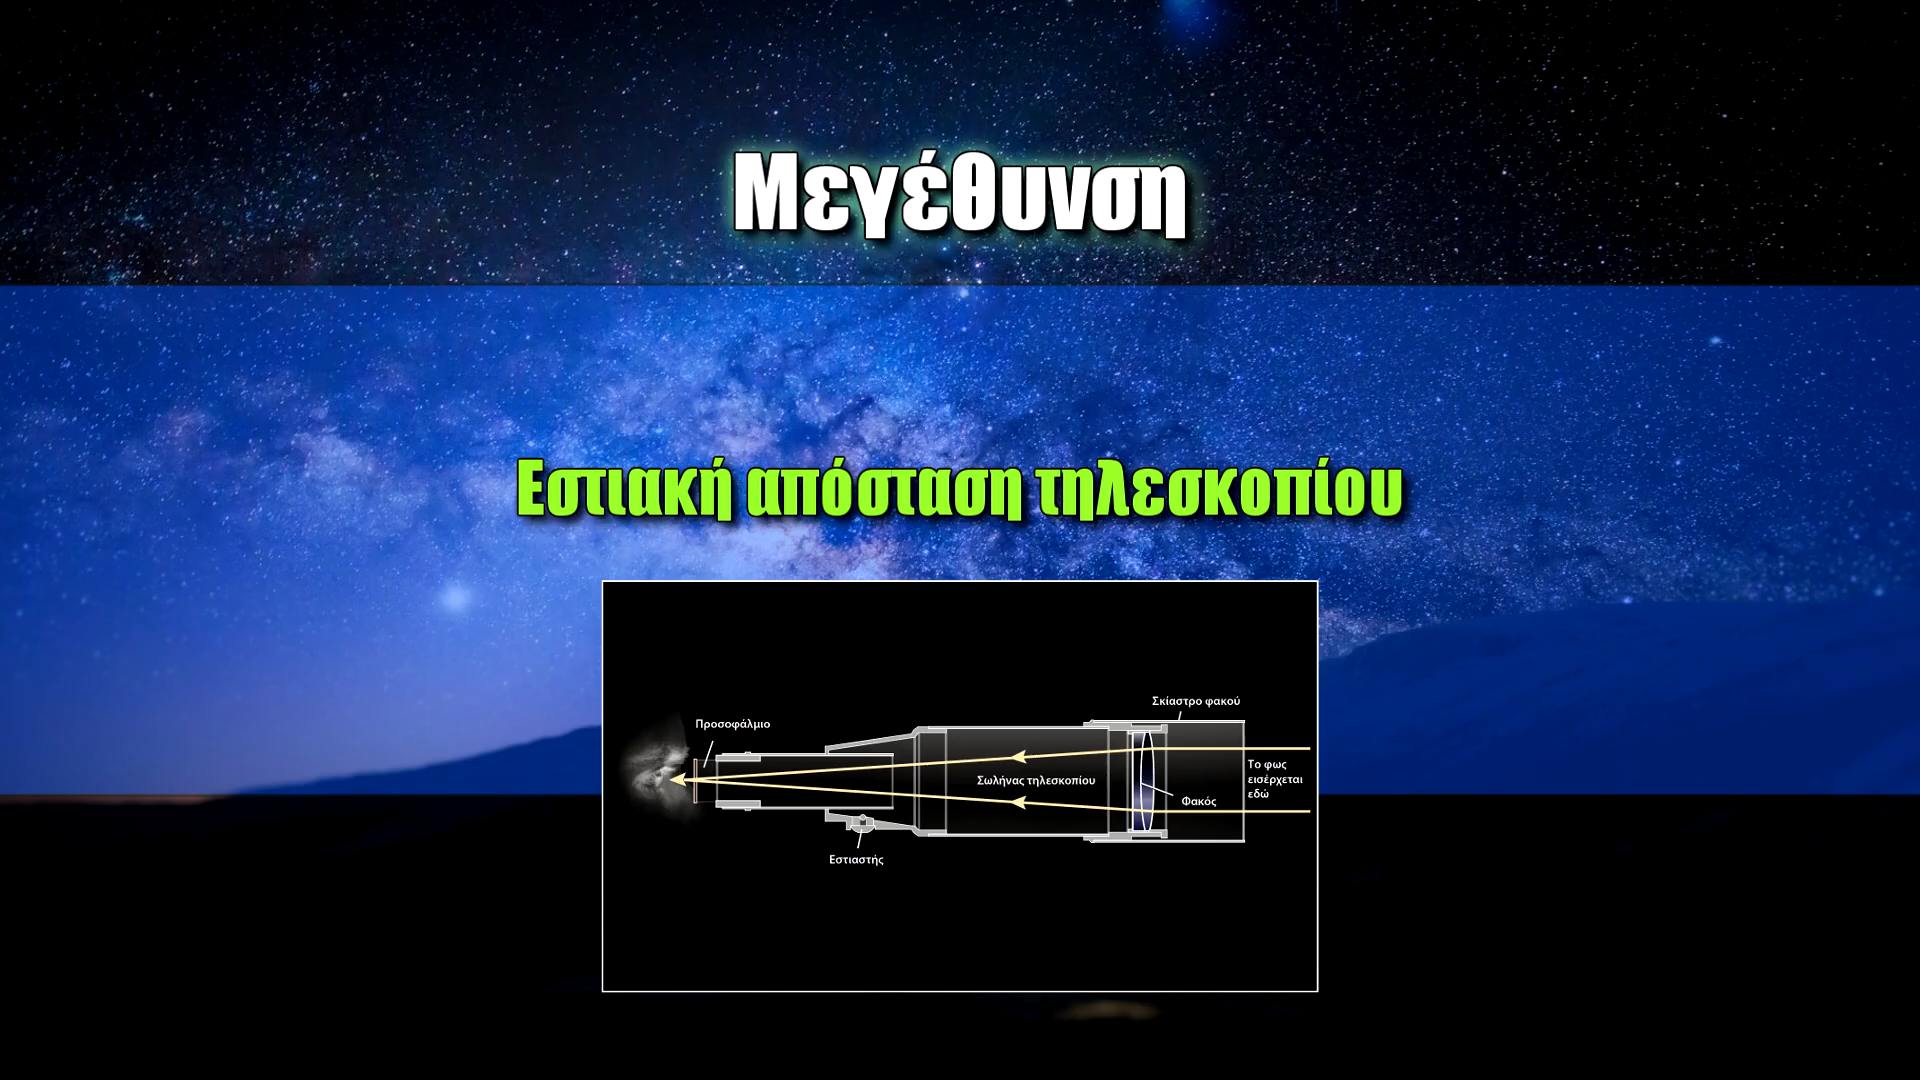 Μεγέθυνση
Εστιακή απόσταση τηλεσκοπίου
Σκίαστρο φακού
Προσοφάλμιο
Το φως
εισέρχεται
εδώ
Σωλήνας τηλεσκοπίου
Φακός
Εστιαστής